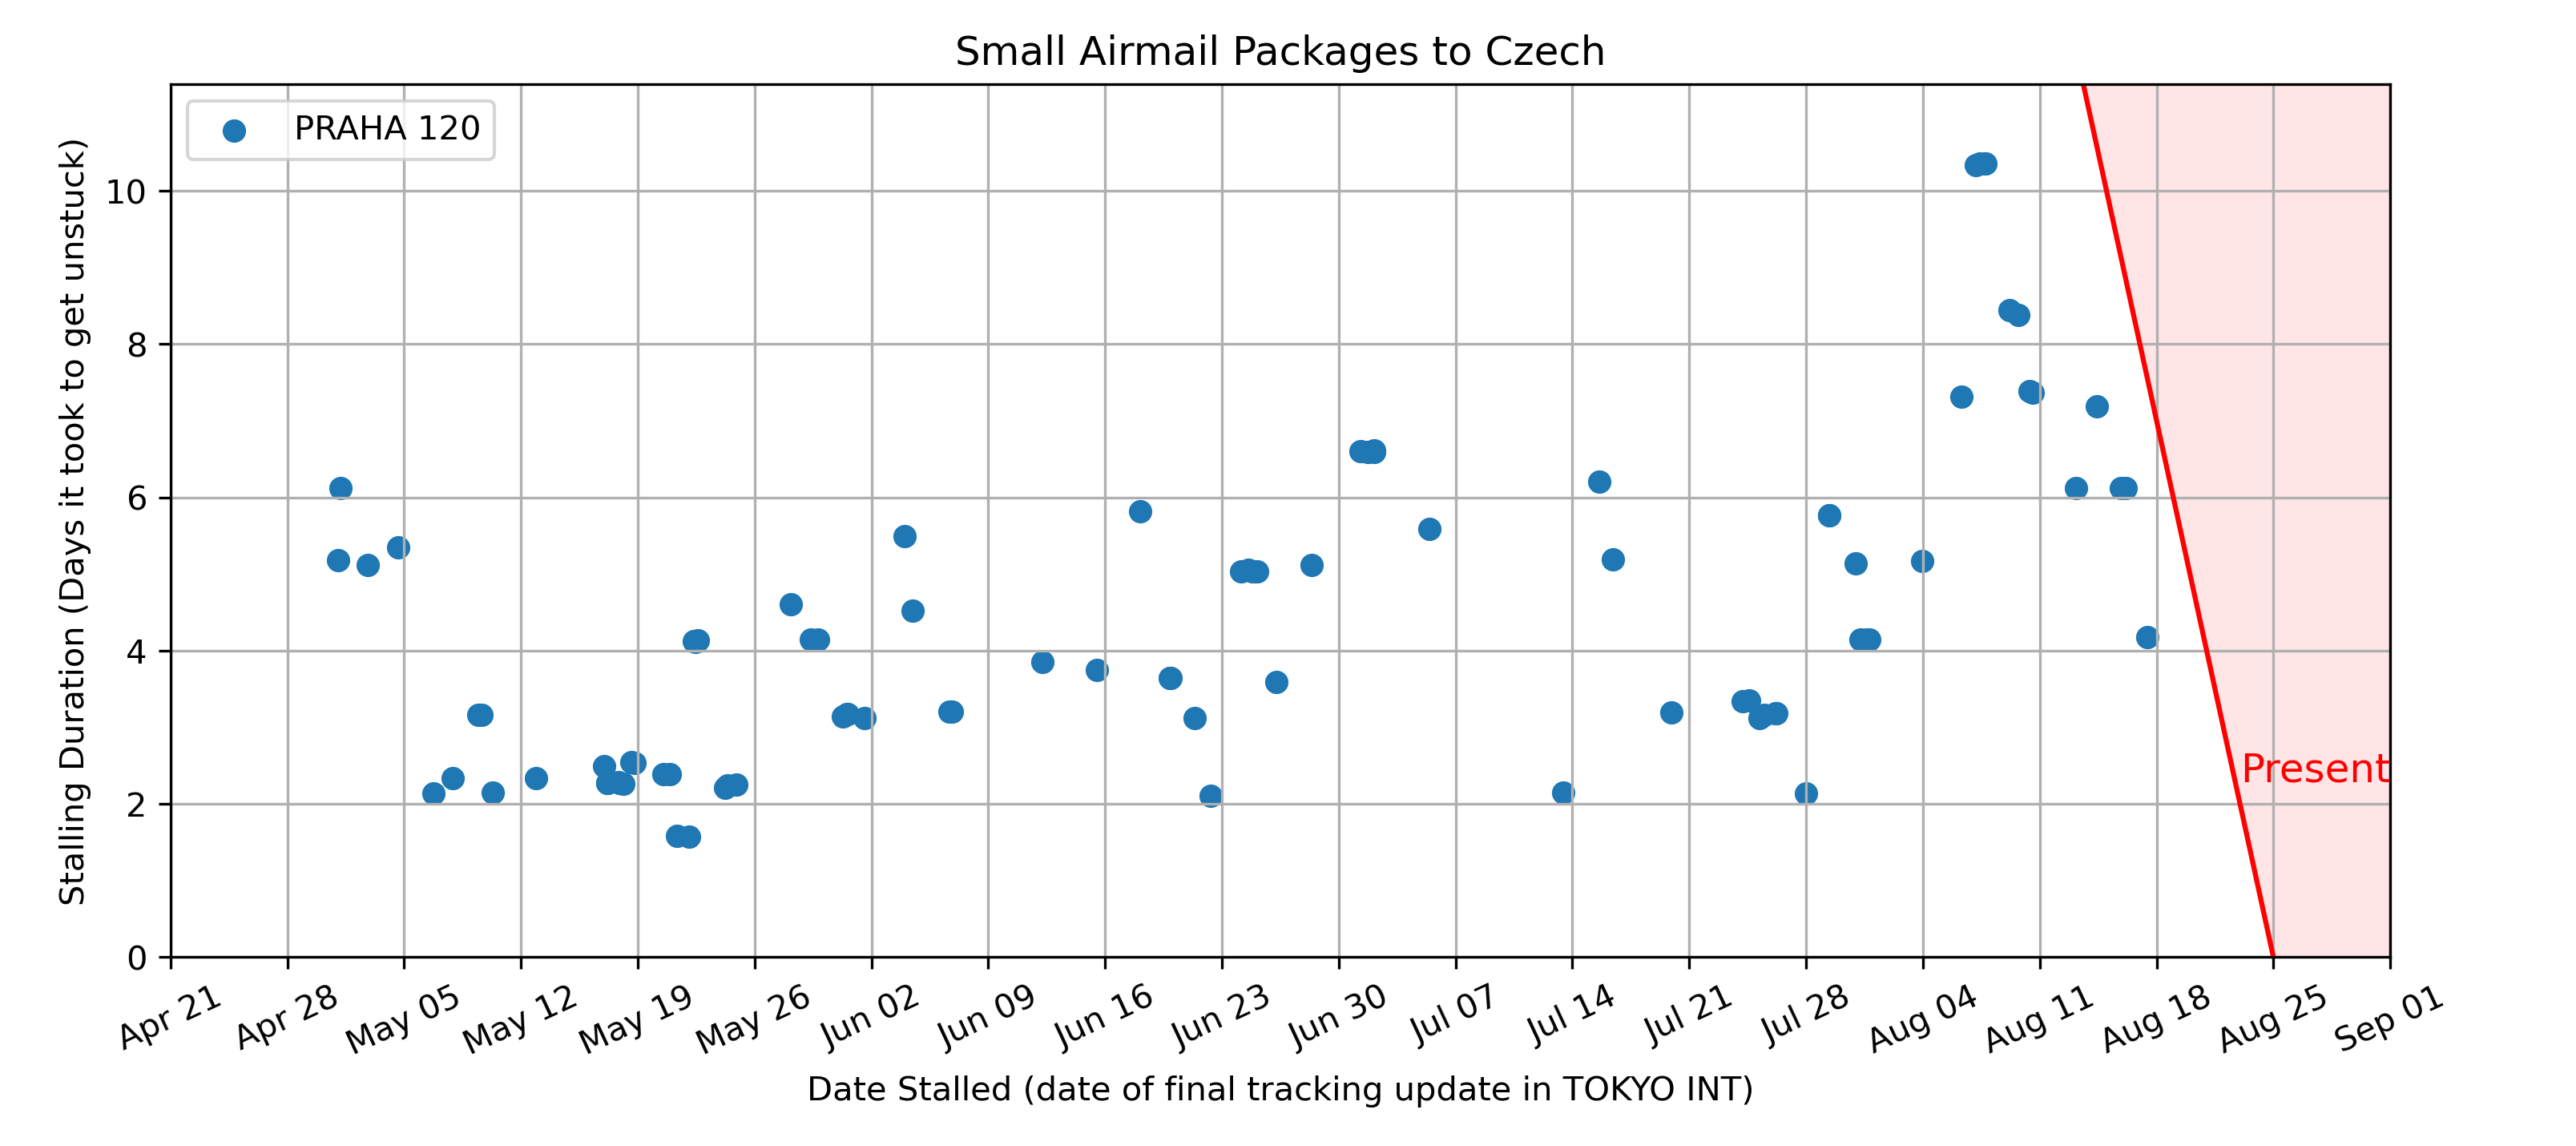 Small Airmail Packages to Czech
PRAHA 120
Stalling Duration (Days it took to get unstuck)
10
8
6
4
2
0
Present
Apr 21
Apr 28
May 05
May 12
May 19
May 26
Jun 02
Jun 09
Jun 16
Jun 23
Jun 30
Jul 07
Jul 14
Jul 21
Jul 28
Aug 04
Aug 11
Aug 18
Aug 25
Sep 01
Date Stalled (date of final tracking update in TOKYO INT)